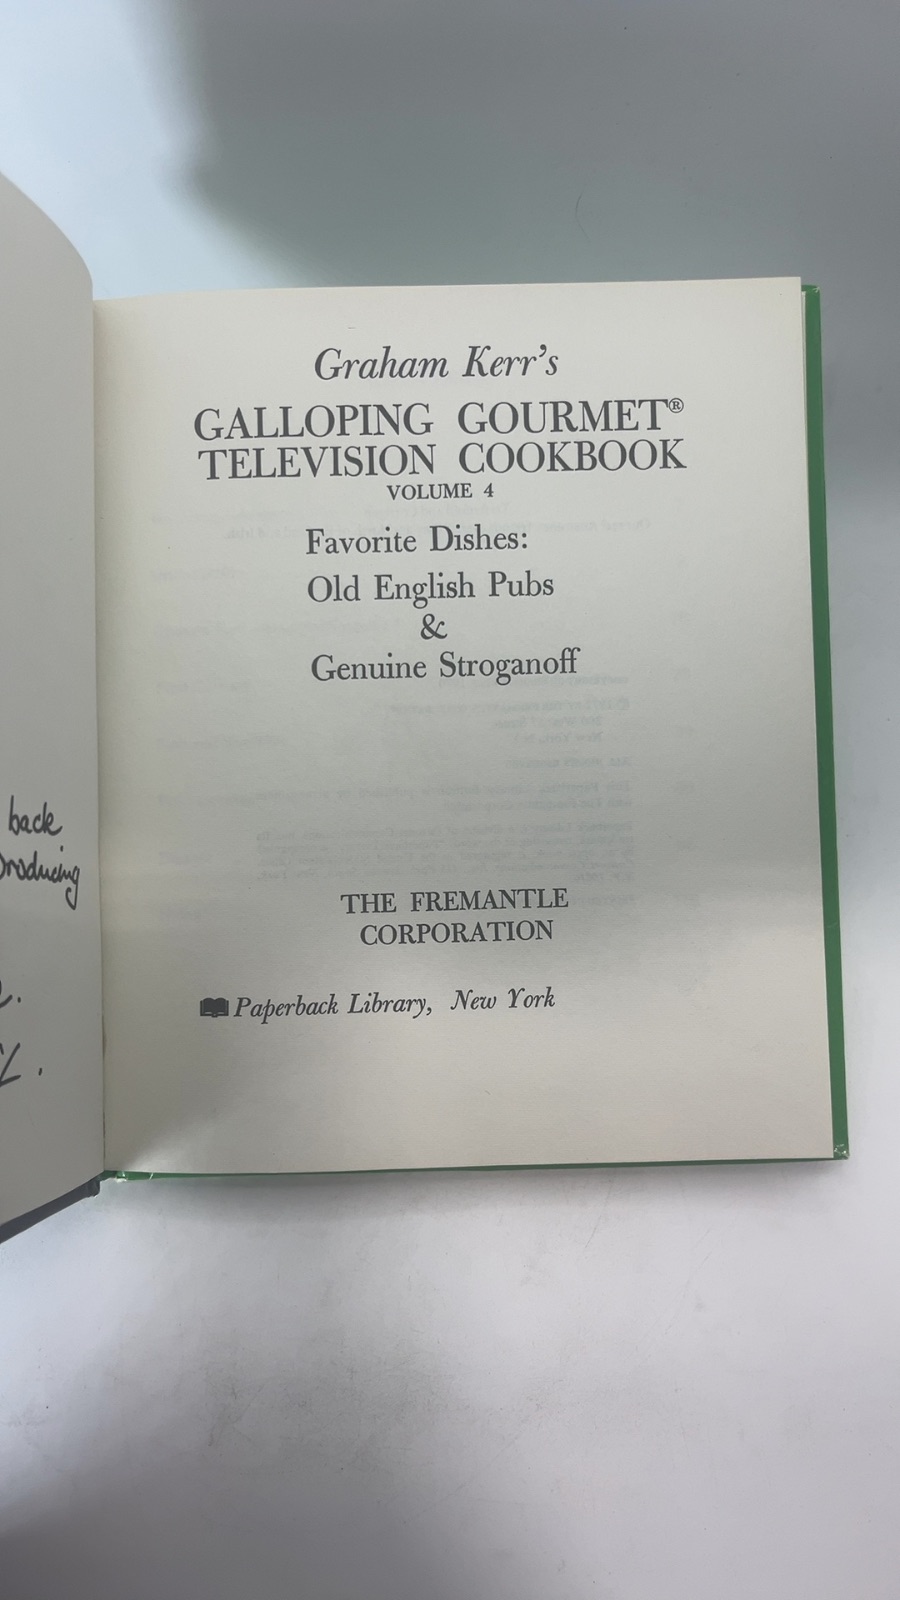 back
producing
Graham Kerr's
GALLOPING GOURMET®
TELEVISION COOKBOOK
VOLUME 4
Favorite Dishes:
Old English Pubs
&
Genuine Stroganoff
THE FREMANTLE
CORPORATION
Paperback Library, New York